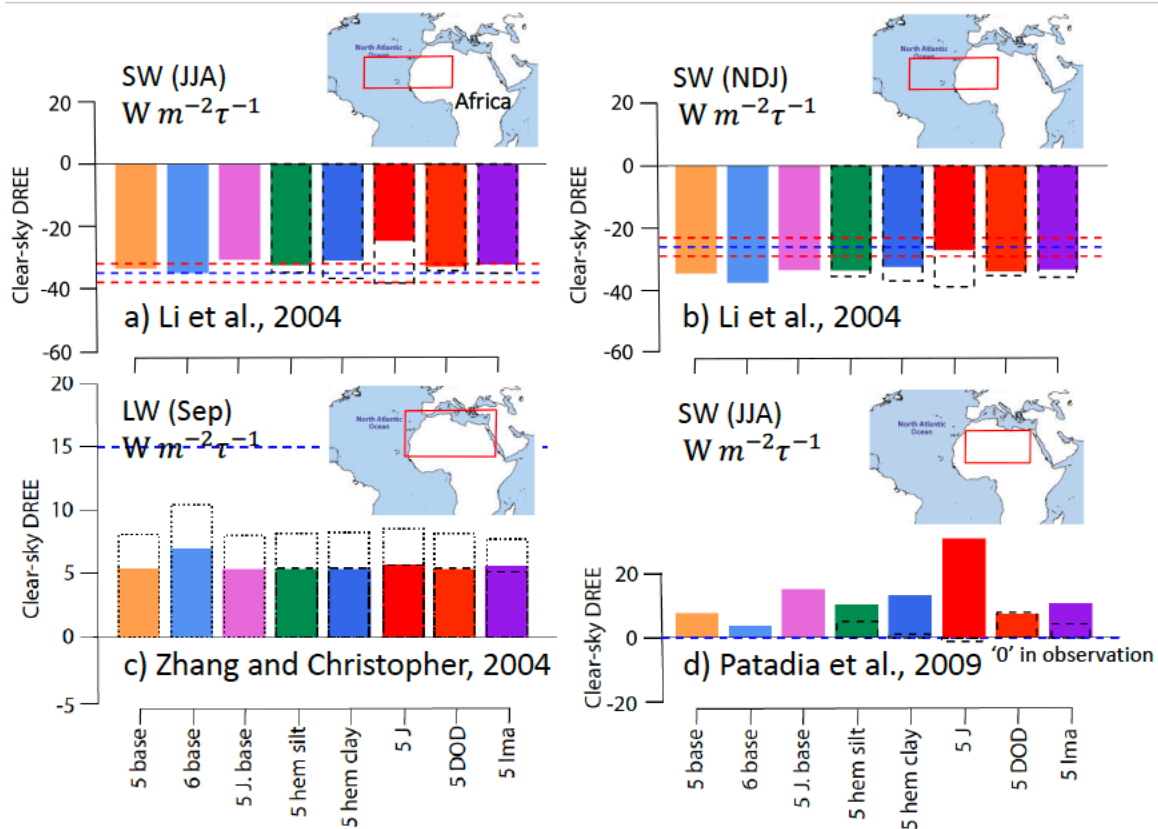 SW (JJA)
W m⁻²τ⁻¹
North Atlantic
Ocean
Africa
20
0
-20
-40
-60
Clear-sky DREE
a) Li et al., 2004
SW (NDJ)
W m⁻²τ⁻¹
North Atlantic
Ocean
20
0
-20
-40
-60
Clear-sky DREE
b) Li et al., 2004
LW (Sep)
W m⁻²τ⁻¹
North Atlantic
Ocean
20
15
10
5
0
-5
Clear-sky DREE
c) Zhang and Christopher, 2004
5 base
6 base
5 J. base
5 hem silt
5 hem clay
5 J
5 DOD
5 Ima
SW (JJA)
W m⁻²τ⁻¹
North Atlantic
Ocean
20
0
-20
Clear-sky DREE
'0' in observation
d) Patadia et al., 2009
5 base
6 base
5 J. base
5 hem silt
5 hem clay
5 J
5 DOD
5 Ima